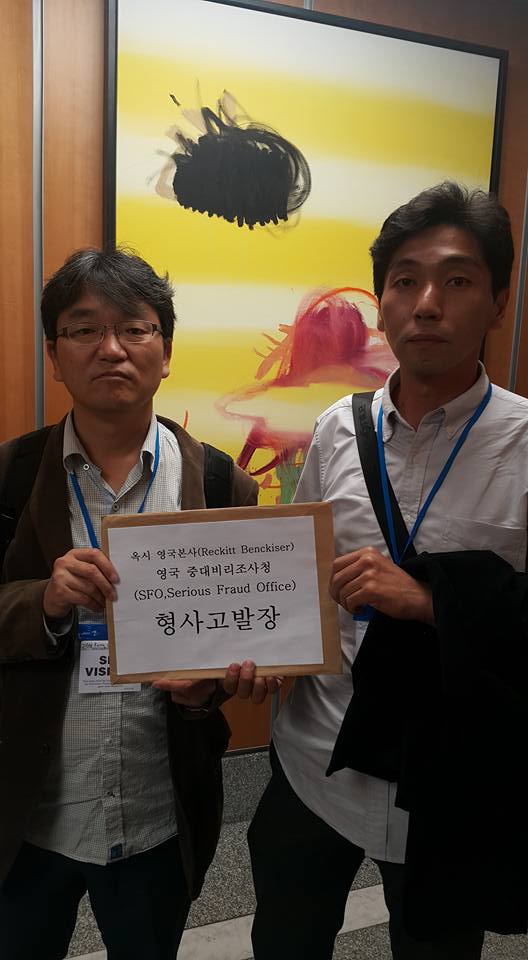 옥시 영국본사(Reckitt Benckiser)
영국 중대비리조사청
(SFO,Serious Fraud Office)
형사고발장